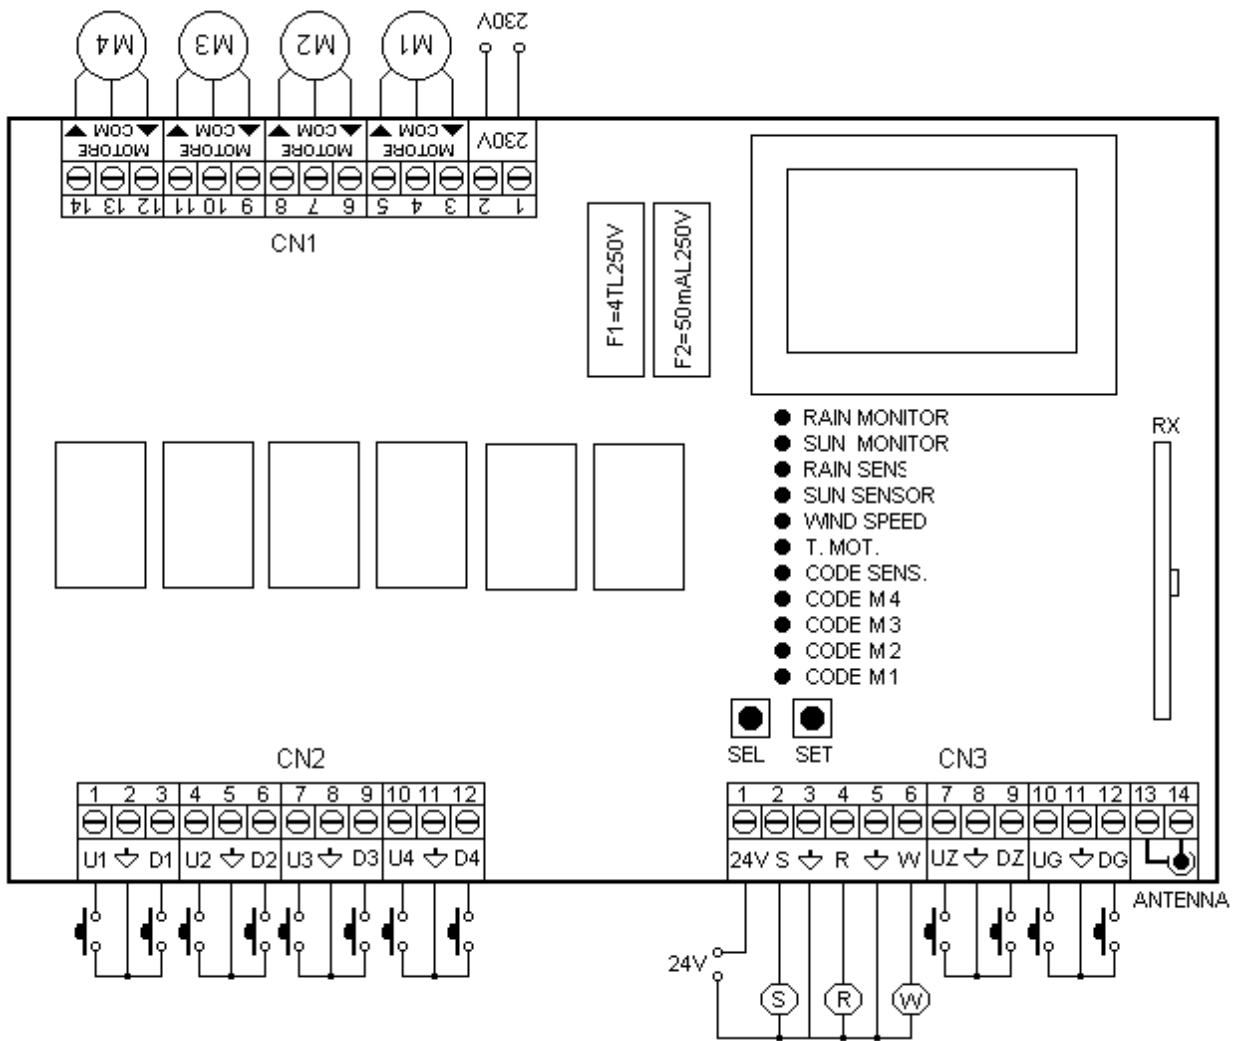 M4 M3 M2 M1 230V
COM COM COM COM
MOTORE MOTORE MOTORE MOTORE 230V
14 13 12 11 10 9 8 7 6 5 4 3 2 1
CN1
F1=4TL250V
F2=50mAL250V
RAIN MONITOR
SUN MONITOR
RAIN SENS
SUN SENSOR
WIND SPEED
T. MOT.
CODE SENS.
CODE M4
CODE M3
CODE M2
CODE M1
RX
SEL SET
CN2
1 2 3 4 5 6 7 8 9 10 11 12
U1 D1 U2 D2 U3 D3 U4 D4
CN3
1 2 3 4 5 6 7 8 9 10 11 12 13 14
24V S R W UZ DZ UG DG
ANTENNA
24V
S R W